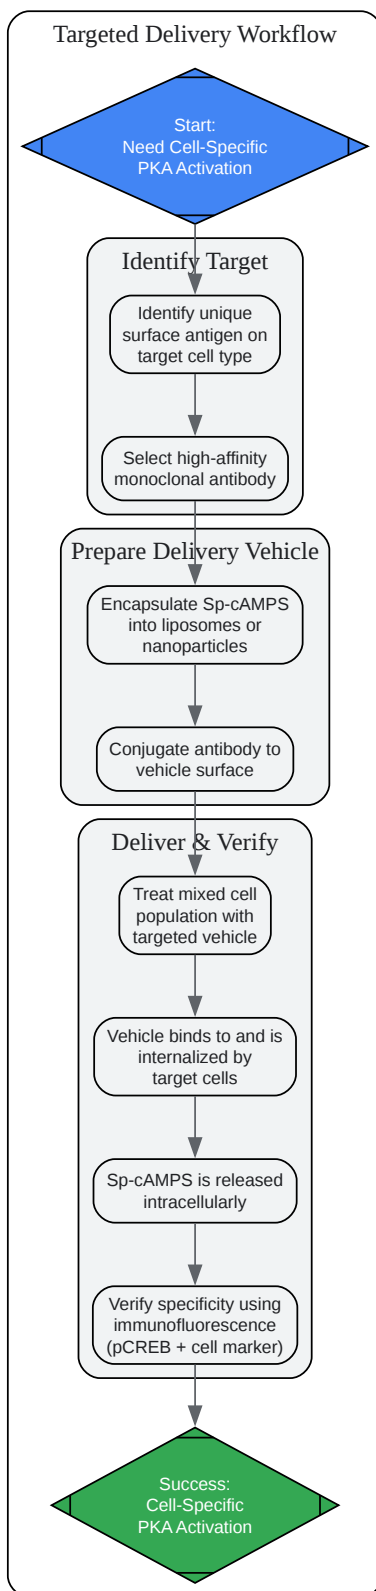 Targeted Delivery Workflow
Start:
Need Cell-Specific
PKA Activation
Identify Target
Identify unique
surface antigen on
target cell type
Select high-affinity
monoclonal antibody
Prepare Delivery Vehicle
Encapsulate Sp-cAMPS
into liposomes or
nanoparticles
Conjugate antibody to
vehicle surface
Deliver & Verify
Treat mixed cell
population with
targeted vehicle
Vehicle binds to and is
internalized by
target cells
Sp-cAMPS is released
intracellularly
Verify specificity using
immunofluorescence
(pCREB + cell marker)
Success:
Cell-Specific
PKA Activation